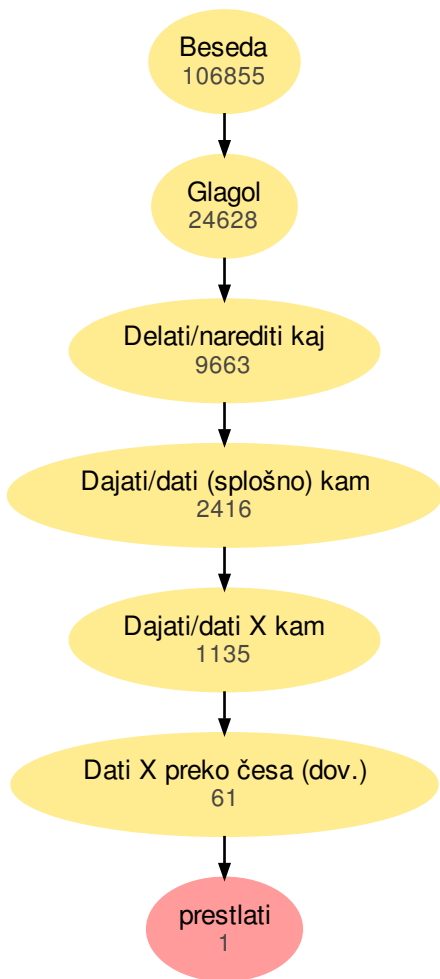 Beseda
106855
Glagol
24628
Delati/narediti kaj
9663
Dajati/dati (splošno) kam
2416
Dajati/dati X kam
1135
Dati X preko česa (dov.)
61
prestlati
1